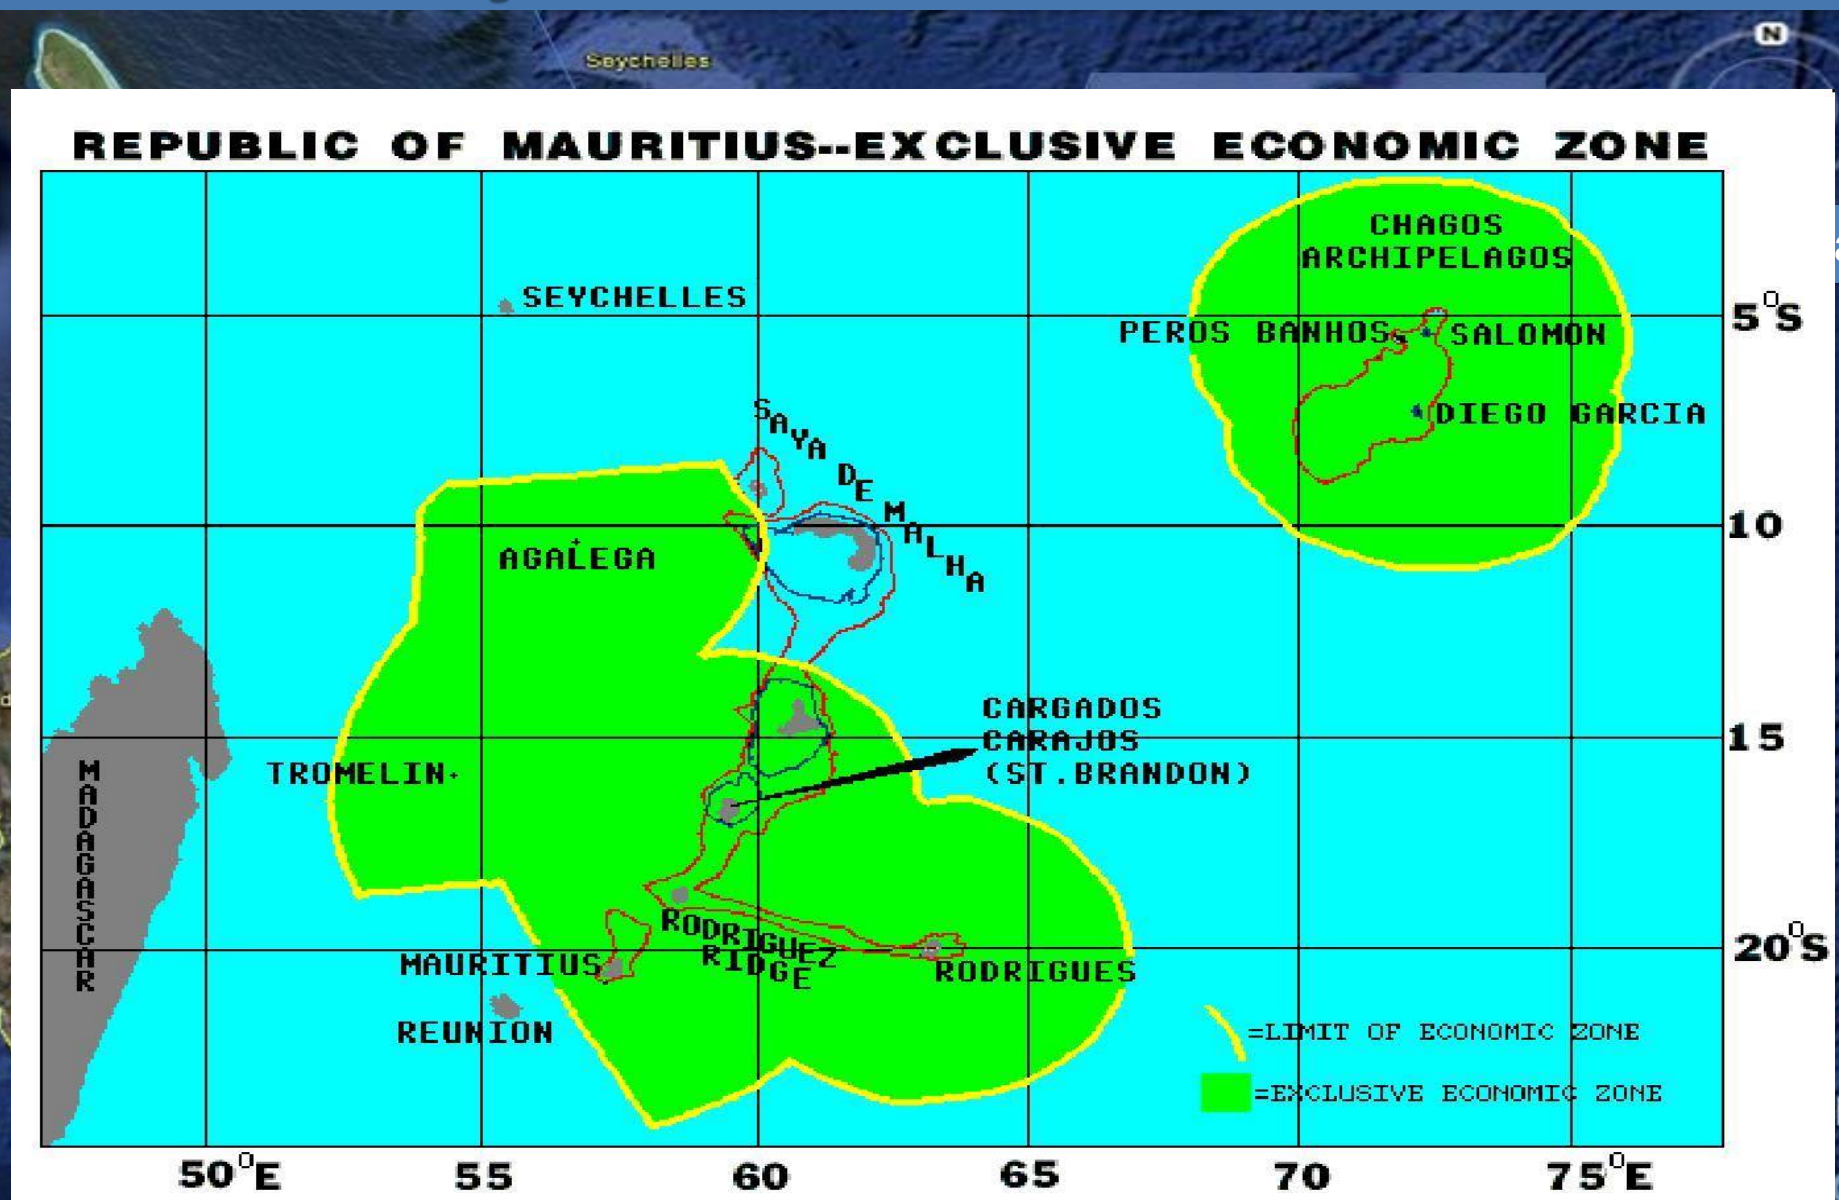 Seychelles
N
REPUBLIC OF MAURITIUS--EXCLUSIVE ECONOMIC ZONE
CHAGOS
ARCHIPELAGOS
SEYCHELLES
5°S
PEROS BANHOS
SALOMON
DIEGO GARCIA
SAYA DE MALHA
10
AGALEGA
CARGADOS
CARAJOS
(ST.BRANDON)
15
MADAGASCAR
TROMELIN
RODRIGUEZ
RIDGE
20°S
MAURITIUS
RODRIGUES
REUNION
=LIMIT OF ECONOMIC ZONE
=EXCLUSIVE ECONOMIC ZONE
50°E 55 60 65 70 75°E